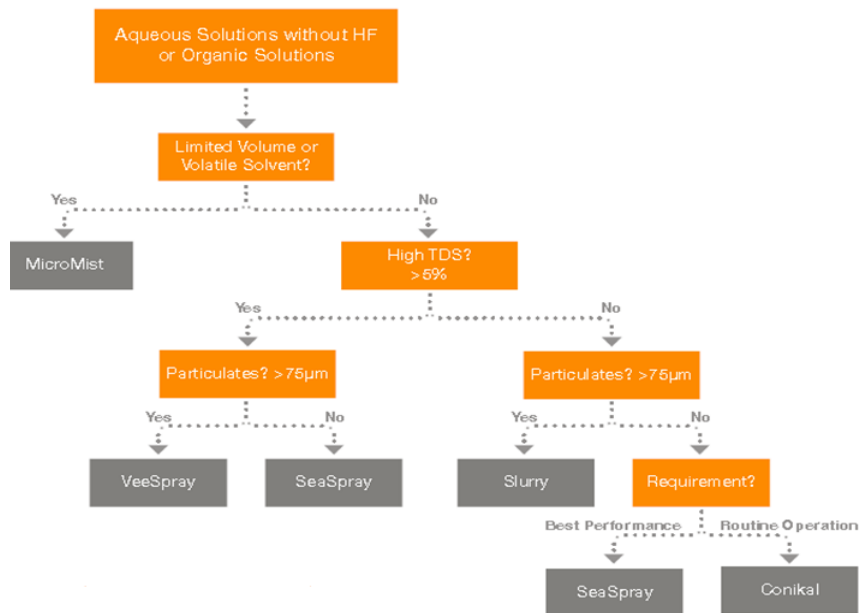 Aqueous Solutions without HF
or Organic Solutions
Limited Volume or
Volatile Solvent?
Yes
No
MicroMist
High TDS?
>5%
Yes
No
Particulates? >75µm
Particulates? >75µm
Yes
No
Yes
No
VeeSpray
SeaSpray
Slurry
Requirement?
Best Performance
Routine Operation
SeaSpray
Conikal